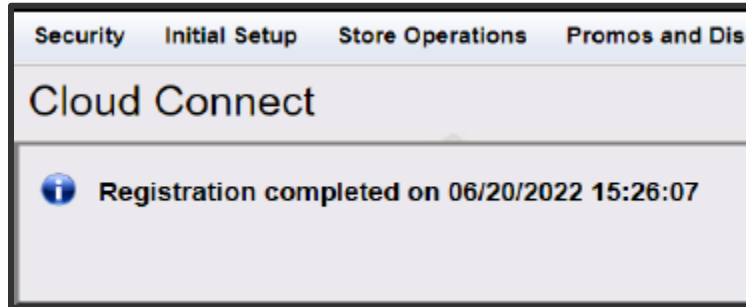 Security Initial Setup Store Operations Promos and Dis
Cloud Connect
Registration completed on 06/20/2022 15:26:07